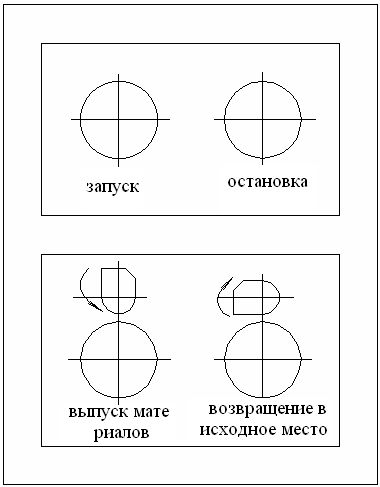 запуск
остановка
выпуск мате
риалов
возвращение в
исходное место